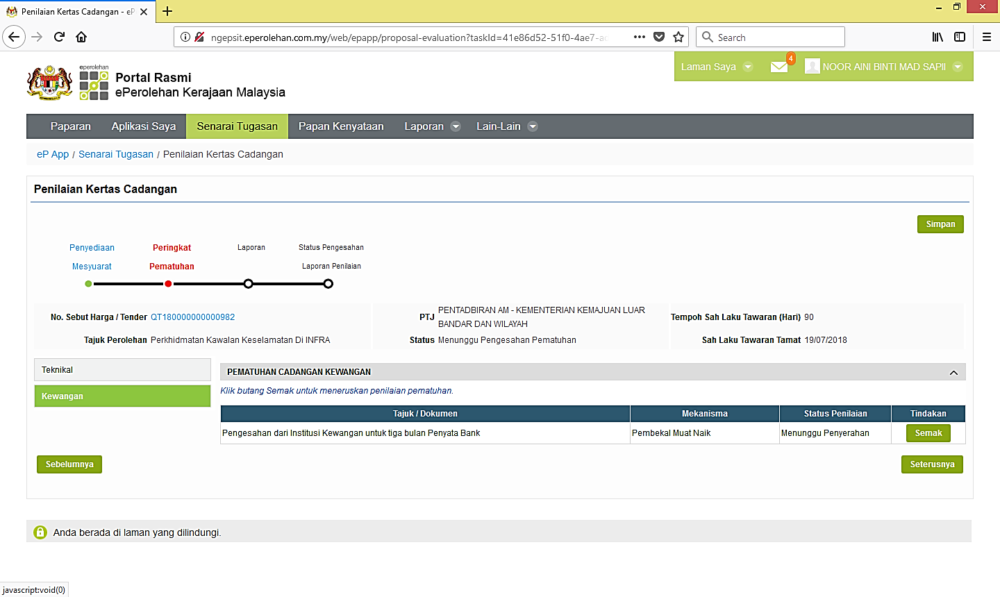 Penilaian Kertas Cadangan - eP
ngepsit.eperolehan.com.my/web/epapp/proposal-evaluation?taskId=41e86d52-51f0-4ae7-a
Search
Laman Saya
4
NOOR AINI BINTI MAD SAPII
eperolehan
Portal Rasmi
ePerolehan Kerajaan Malaysia
Paparan Aplikasi Saya Senarai Tugasan Papan Kenyataan Laporan Lain-Lain
eP App / Senarai Tugasan / Penilaian Kertas Cadangan
Penilaian Kertas Cadangan
Simpan
Penyediaan Mesyuarat
Peringkat Pematuhan
Laporan
Status Pengesahan Laporan Penilaian
No. Sebut Harga / Tender QT180000000000982
Tajuk Perolehan Perkhidmatan Kawalan Keselamatan Di INFRA
PTJ PENTADBIRAN AM - KEMENTERIAN KEMAJUAN LUAR
BANDAR DAN WILAYAH
Status Menunggu Pengesahan Pematuhan
Tempoh Sah Laku Tawaran (Hari) 90
Sah Laku Tawaran Tamat 19/07/2018
Teknikal
Kewangan
PEMATUHAN CADANGAN KEWANGAN
Klik butang Semak untuk meneruskan penilaian pematuhan.
Tajuk / Dokumen Mekanisma Status Penilaian Tindakan
Pengesahan dari Institusi Kewangan untuk tiga bulan Penyata Bank Pembekal Muat Naik Menunggu Penyerahan Semak
Sebelumnya
Seterusnya
Anda berada di laman yang dilindungi.
javascript:void(0)